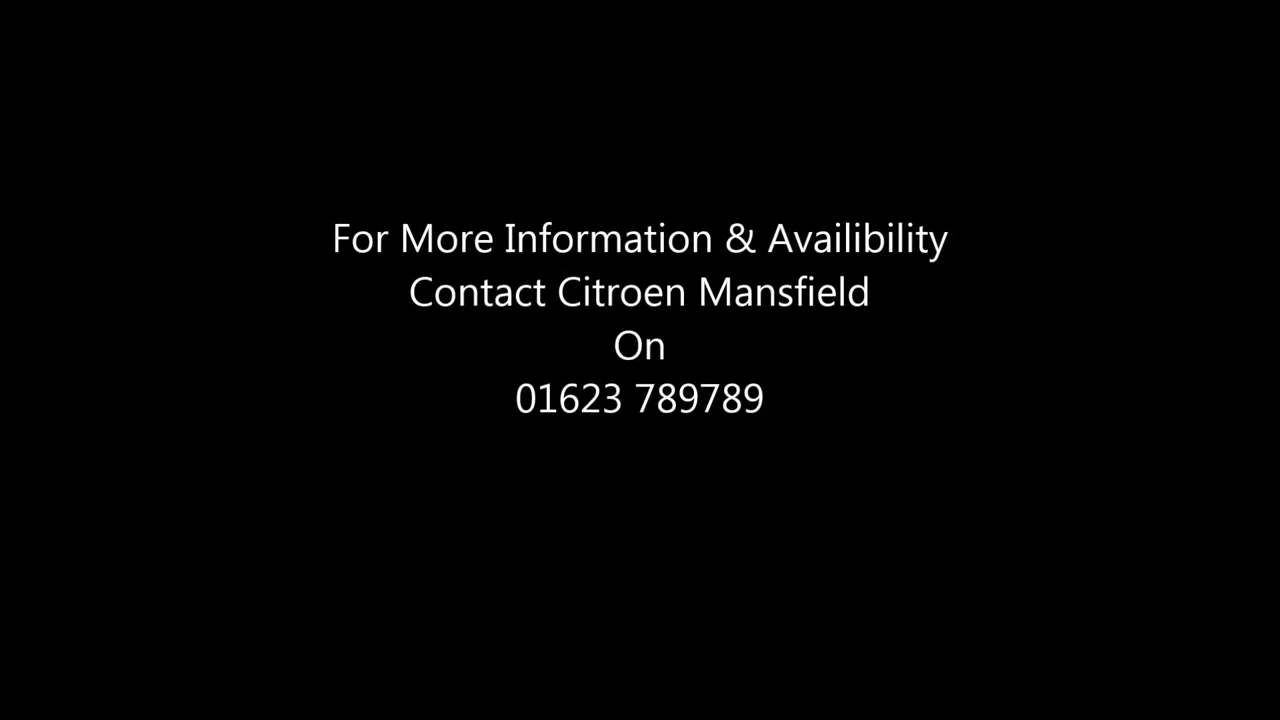 For More Information & Availibility
Contact Citroen Mansfield
On
01623 789789